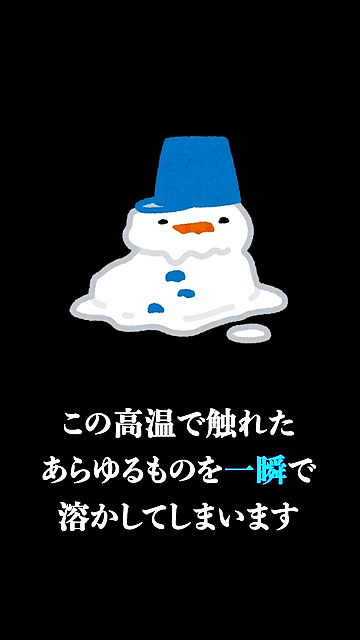 この高温で触れた
あらゆるものを一瞬で
溶かしてしまいます